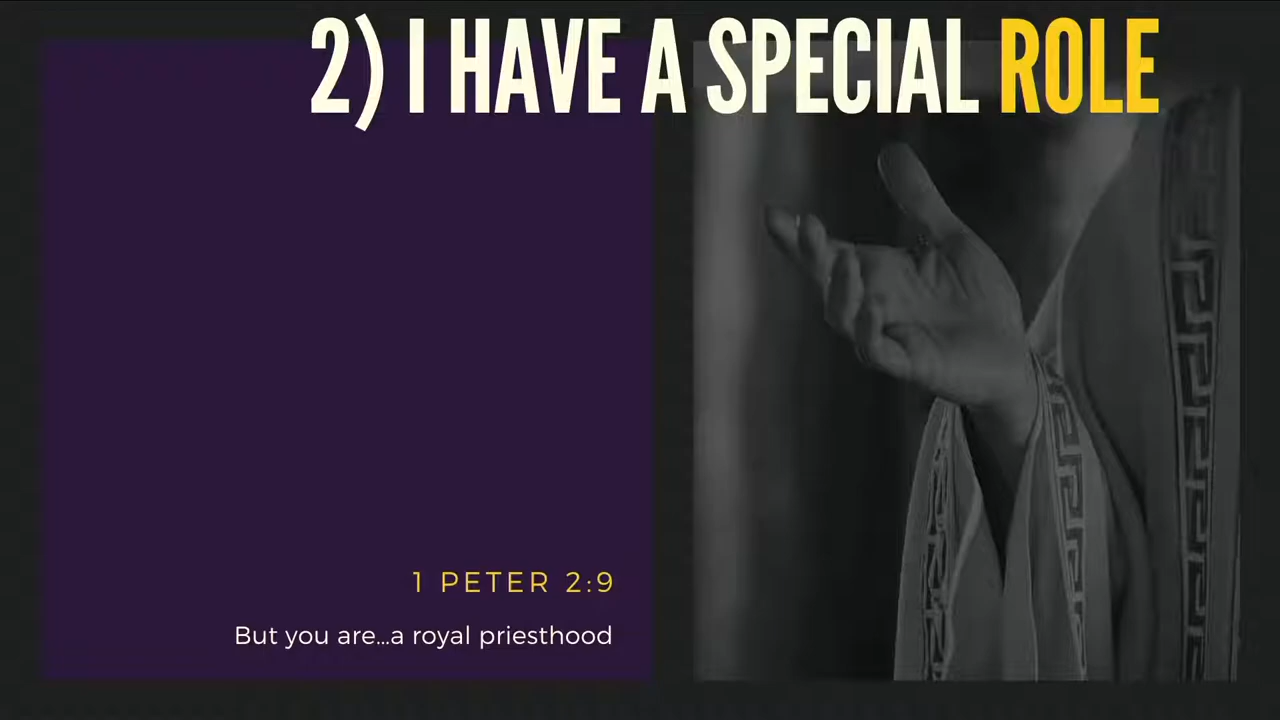 2) I HAVE A SPECIAL ROLE
1 PETER 2:9
But you are...a royal priesthood